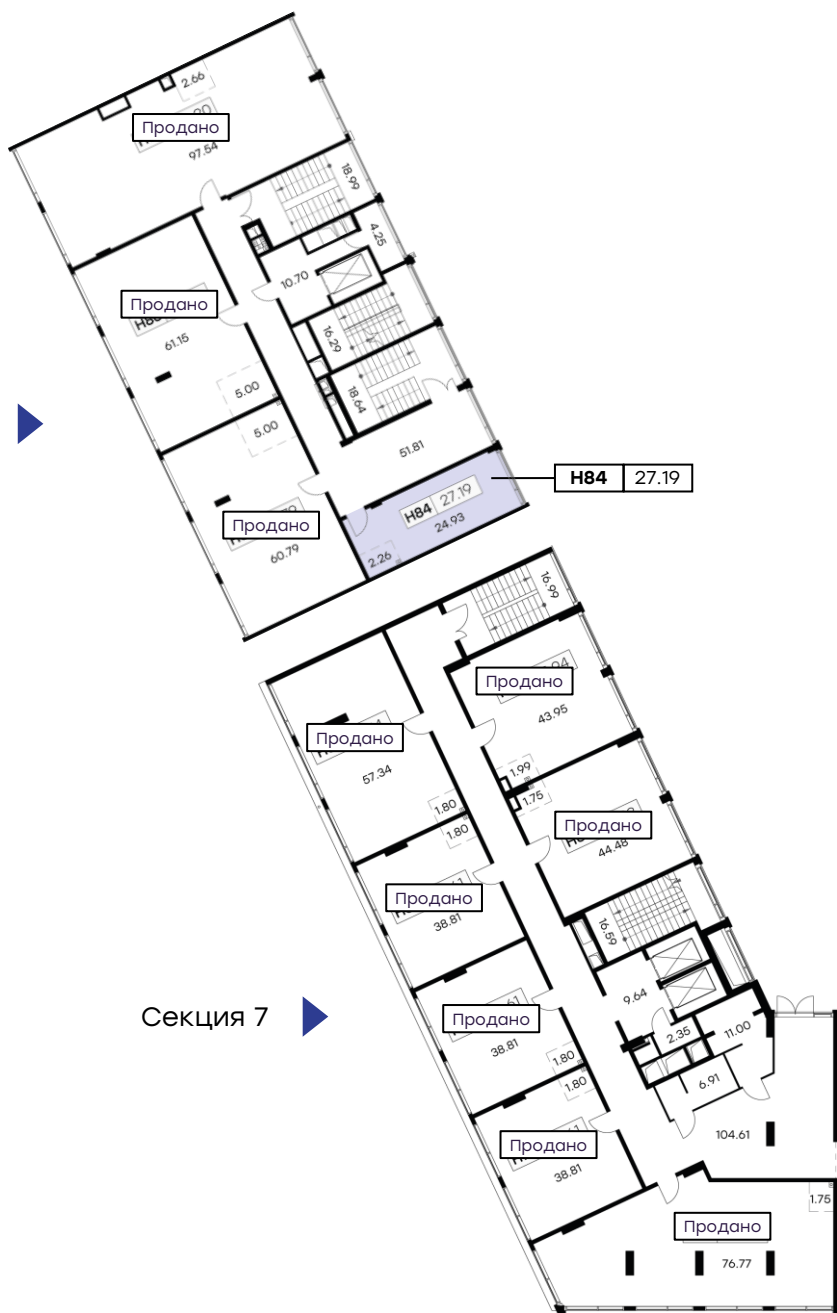 2.66
Продано
97.54
18.99
4.25
10.70
Продано
61.15
16.29
5.00
18.64
5.00
51.81
H84 27.19
H84 27.19
24.93
Продано
60.79
2.26
16.99
Продано
43.95
Продано
57.34
1.99
1.75
1.80
1.80
Продано
44.48
Продано
38.81
16.59
9.64
Секция 7
Продано
38.81
2.35
11.00
1.80
1.80
6.91
104.61
Продано
38.81
1.75
Продано
76.77